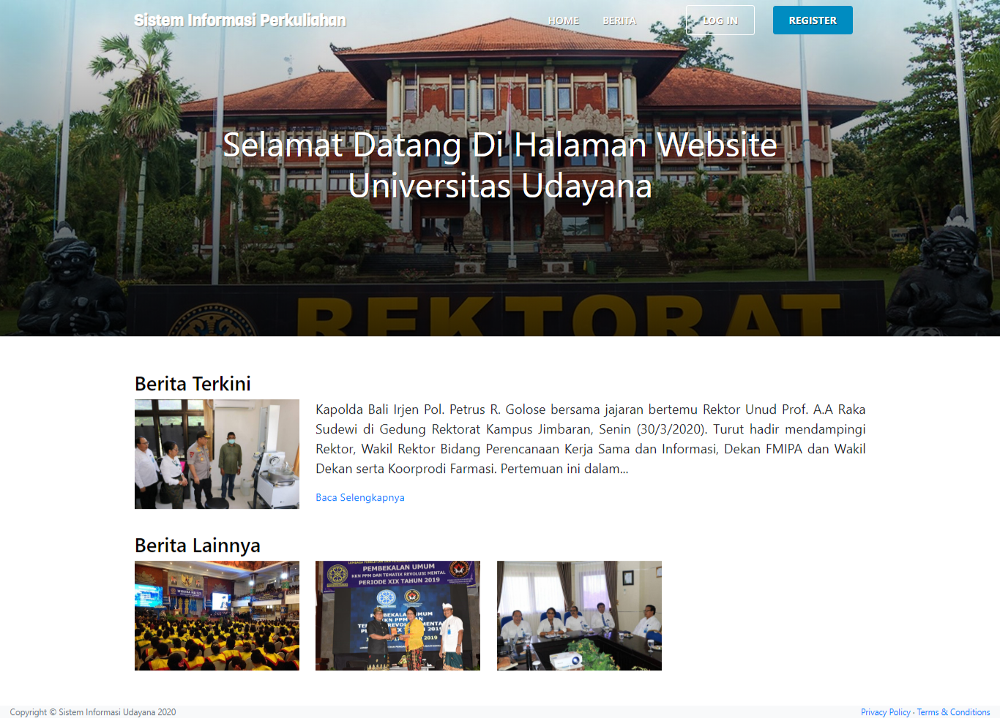 Sistem Informasi Perkuliahan
HOME
BERITA
LOG IN
REGISTER
Selamat Datang Di Halaman Website
Universitas Udayana
REKTORAT
Berita Terkini
Kapolda Bali Irjen Pol. Petrus R. Golose bersama jajaran bertemu Rektor Unud Prof. A.A Raka
Sudewi di Gedung Rektorat Kampus Jimbaran, Senin (30/3/2020). Turut hadir mendampingi
Rektor, Wakil Rektor Bidang Perencanaan Kerja Sama dan Informasi, Dekan FMIPA dan Wakil
Dekan serta Koorprodi Farmasi. Pertemuan ini dalam...
Baca Selengkapnya
Berita Lainnya
PEMBEKALAN UMUM
KKN PPM DAN TEMATIK REVOLUSI MENTAL
PERIODE XIX TAHUN 2019
PEMBEKALAN UMUM
Copyright © Sistem Informasi Udayana 2020
Privacy Policy · Terms & Conditions